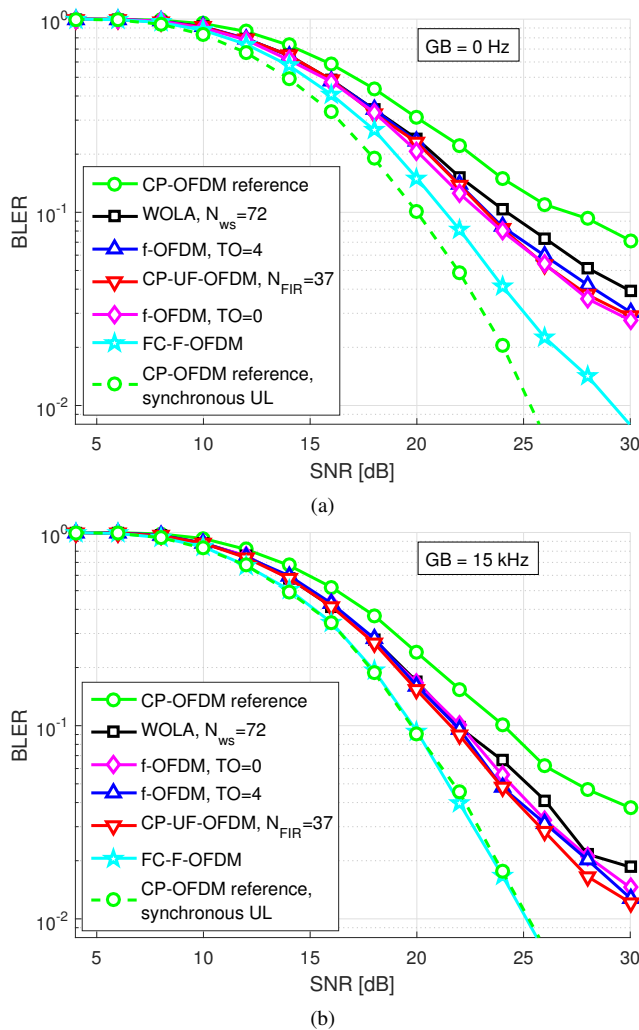 10^0
GB = 0 Hz
CP-OFDM reference
WOLA, N_ws=72
f-OFDM, TO=4
CP-UF-OFDM, N_FIR=37
f-OFDM, TO=0
FC-F-OFDM
CP-OFDM reference,
synchronous UL
BLER
10^-1
10^-2
5 10 15 20 25 30
SNR [dB]
(a)
10^0
GB = 15 kHz
CP-OFDM reference
WOLA, N_ws=72
f-OFDM, TO=0
f-OFDM, TO=4
CP-UF-OFDM, N_FIR=37
FC-F-OFDM
CP-OFDM reference,
synchronous UL
BLER
10^-1
10^-2
5 10 15 20 25 30
SNR [dB]
(b)